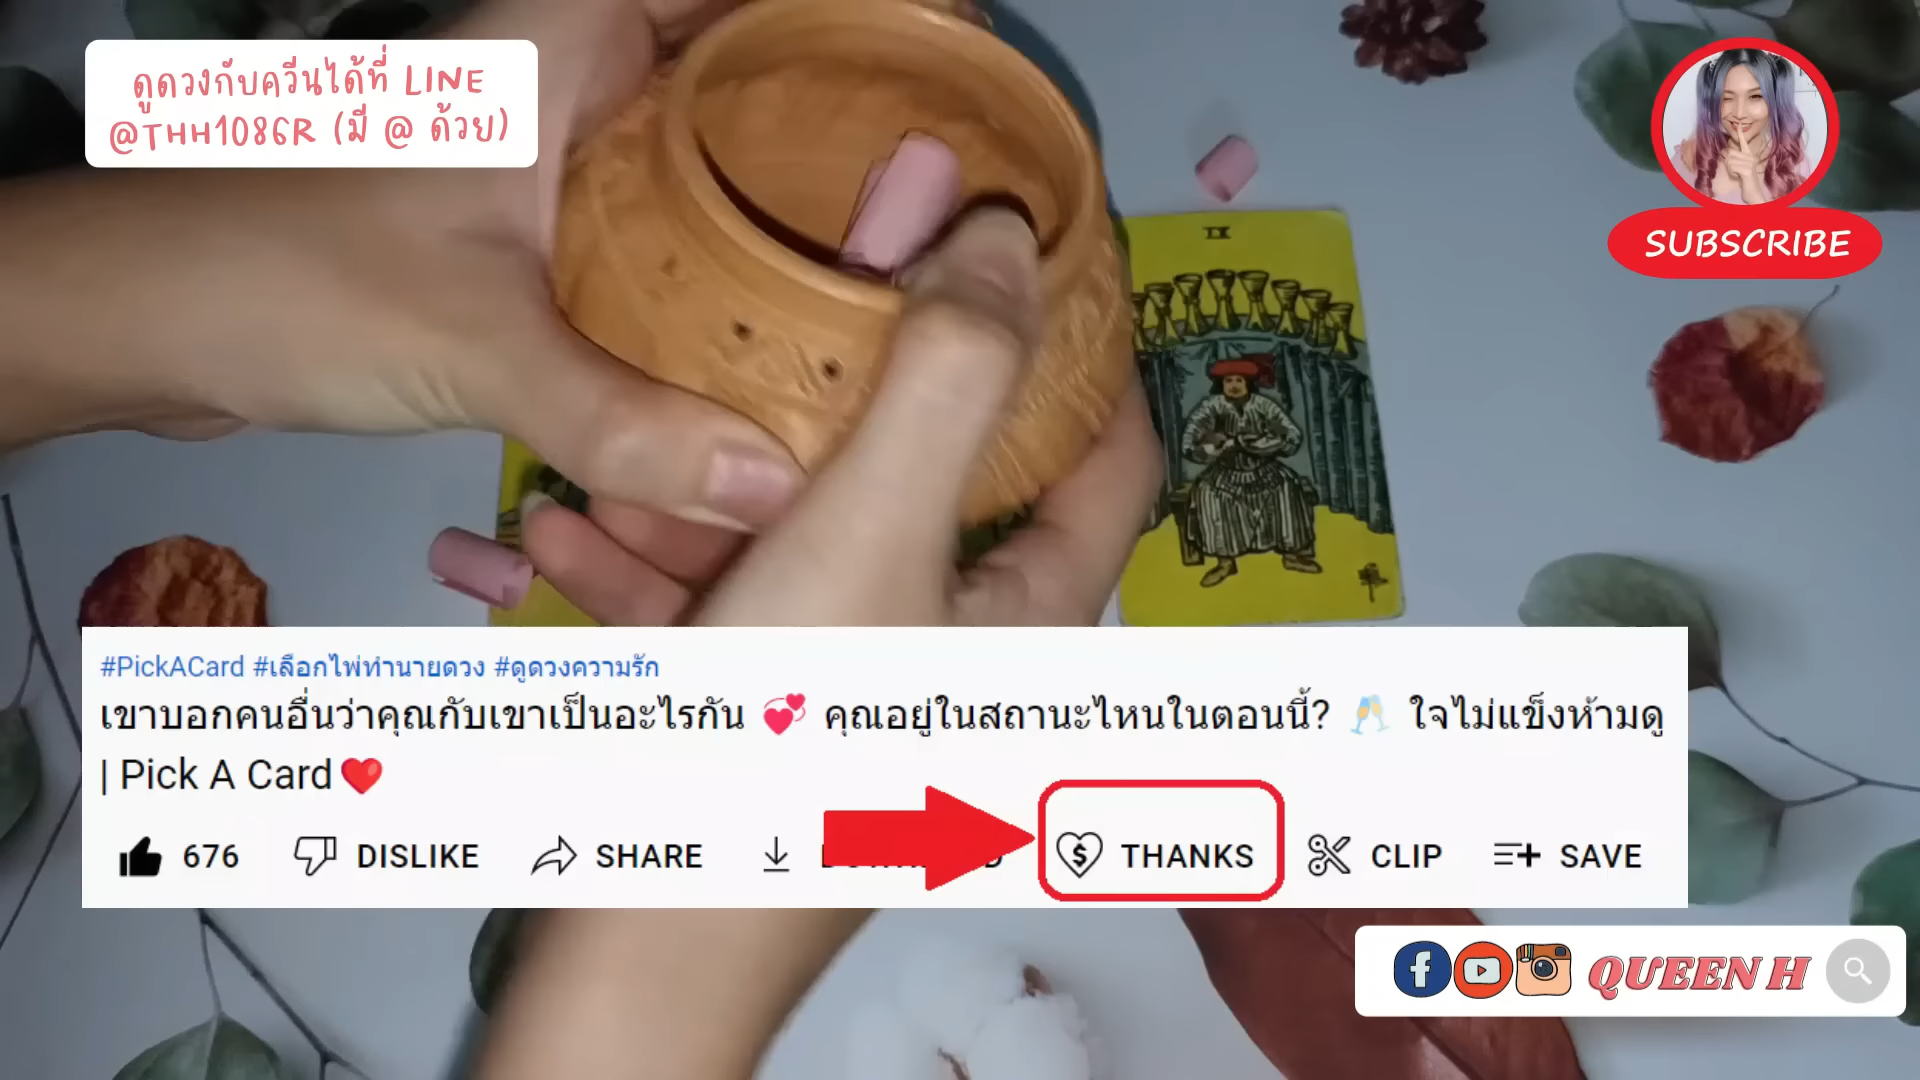 ดูดวงกับควีนได้ที่ LINE
@THH1086R (มี @ ด้วย)
IX
SUBSCRIBE
#PickACard #เลือกไพ่ทำนายดวง #ดูดวงความรัก
เขาบอกคนอื่นว่าคุณกับเขาเป็นอะไรกัน 💞 คุณอยู่ในสถานะไหนในตอนนี้? 🥂 ใจไม่แข็งห้ามดู
| Pick A Card ❤️
676 DISLIKE SHARE THANKS CLIP SAVE
QUEEN H